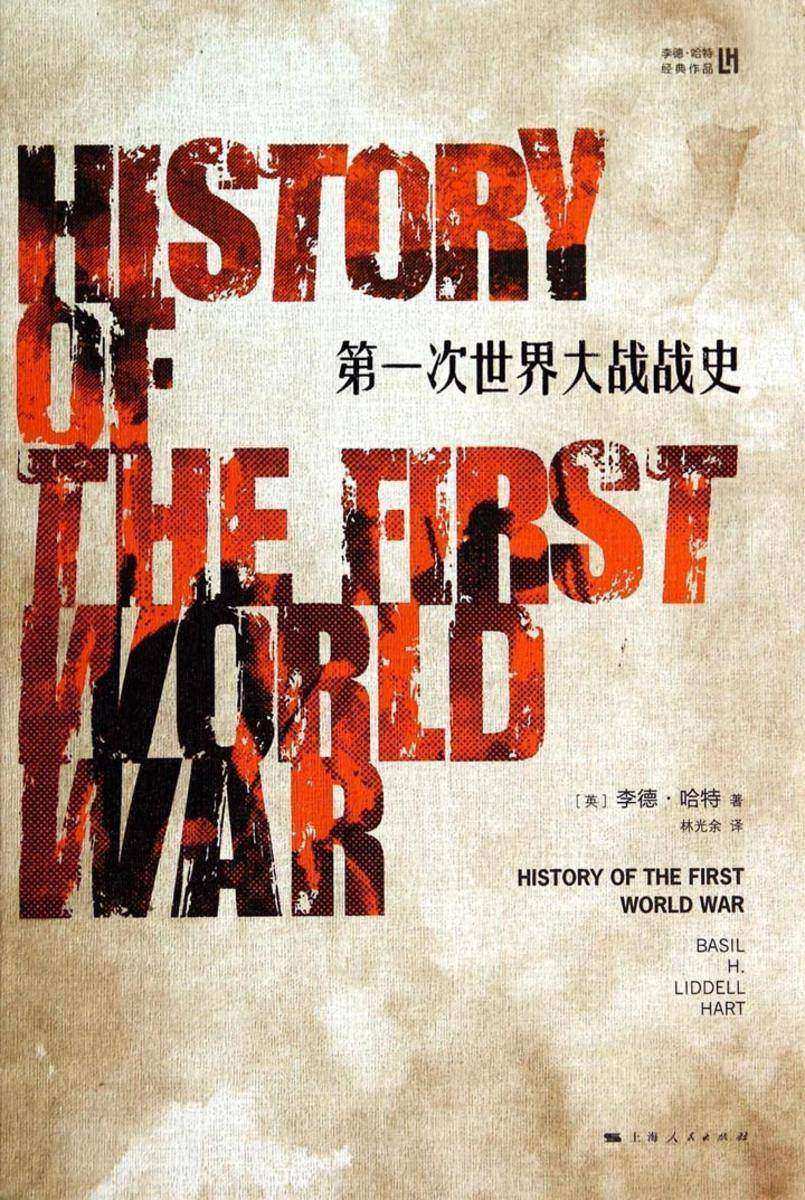 李德·哈特
经典作品 LH
HISTORY
OF
第一次世界大战战史
THE FIRST
WORLD
WAR
[英] 李德·哈特 著
林光余 译
HISTORY OF THE FIRST
WORLD WAR
BASIL
H.
LIDDELL
HART
上海人民出版社